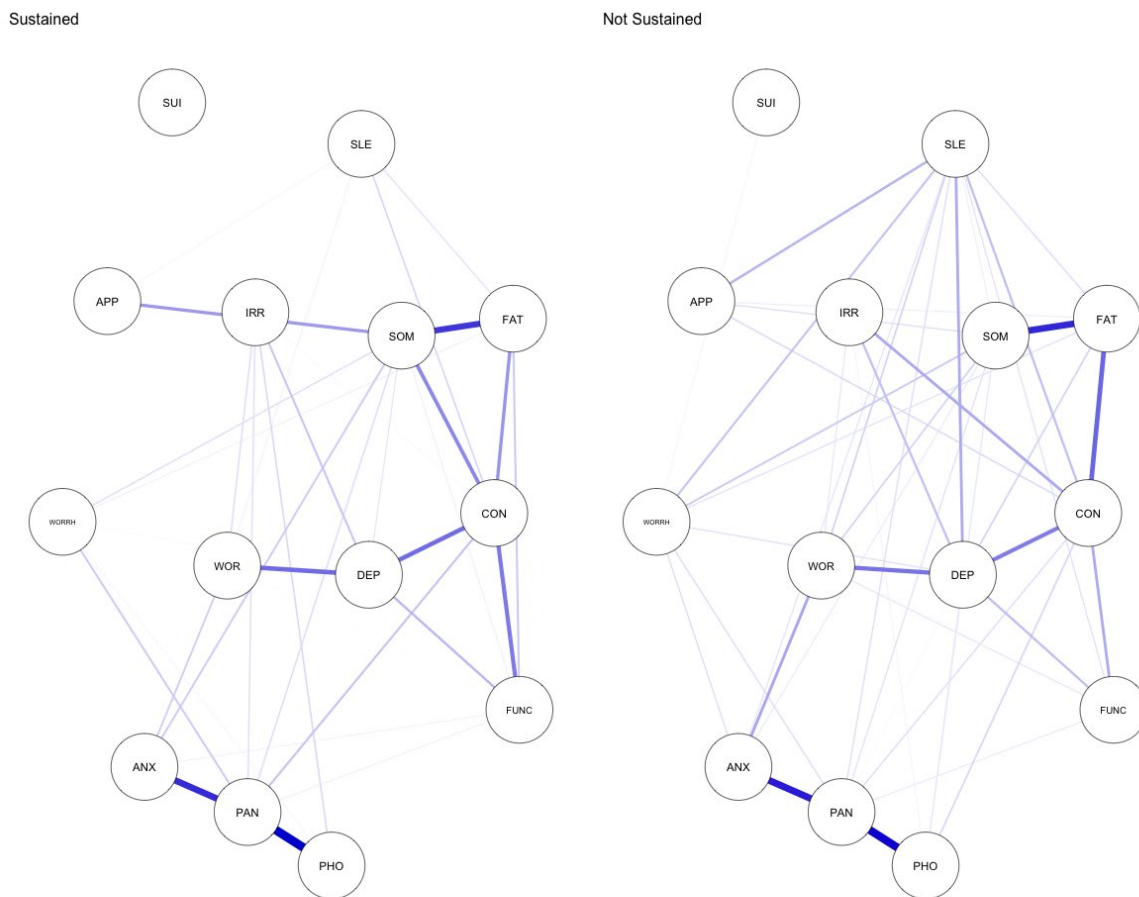 Sustained
SUI
SLE
APP
IRR
SOM
FAT
WORRH
WOR
DEP
CON
FUNC
ANX
PAN
PHO
Not Sustained
SUI
SLE
APP
IRR
SOM
FAT
WORRH
WOR
DEP
CON
FUNC
ANX
PAN
PHO